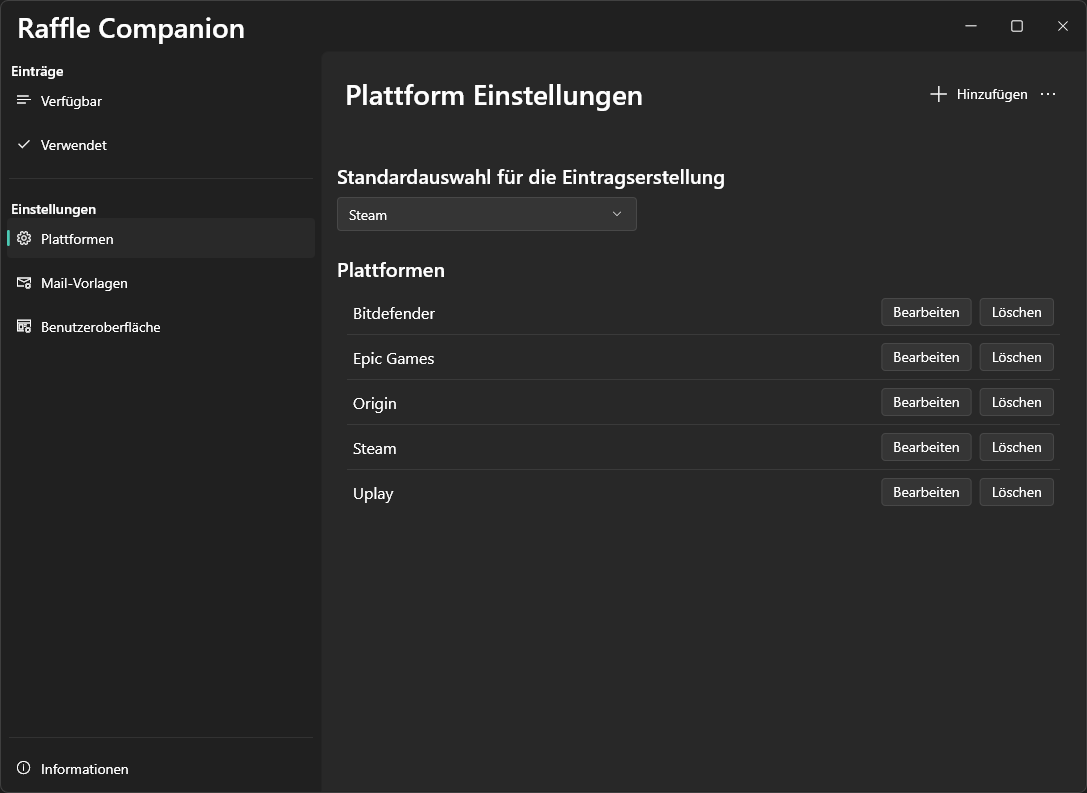 Raffle Companion
Einträge
Verfügbar
Verwendet
Einstellungen
Plattformen
Mail-Vorlagen
Benutzeroberfläche
Informationen
Plattform Einstellungen
Hinzufügen
Standardauswahl für die Eintragserstellung
Steam
Plattformen
Bitdefender Bearbeiten Löschen
Epic Games Bearbeiten Löschen
Origin Bearbeiten Löschen
Steam Bearbeiten Löschen
Uplay Bearbeiten Löschen